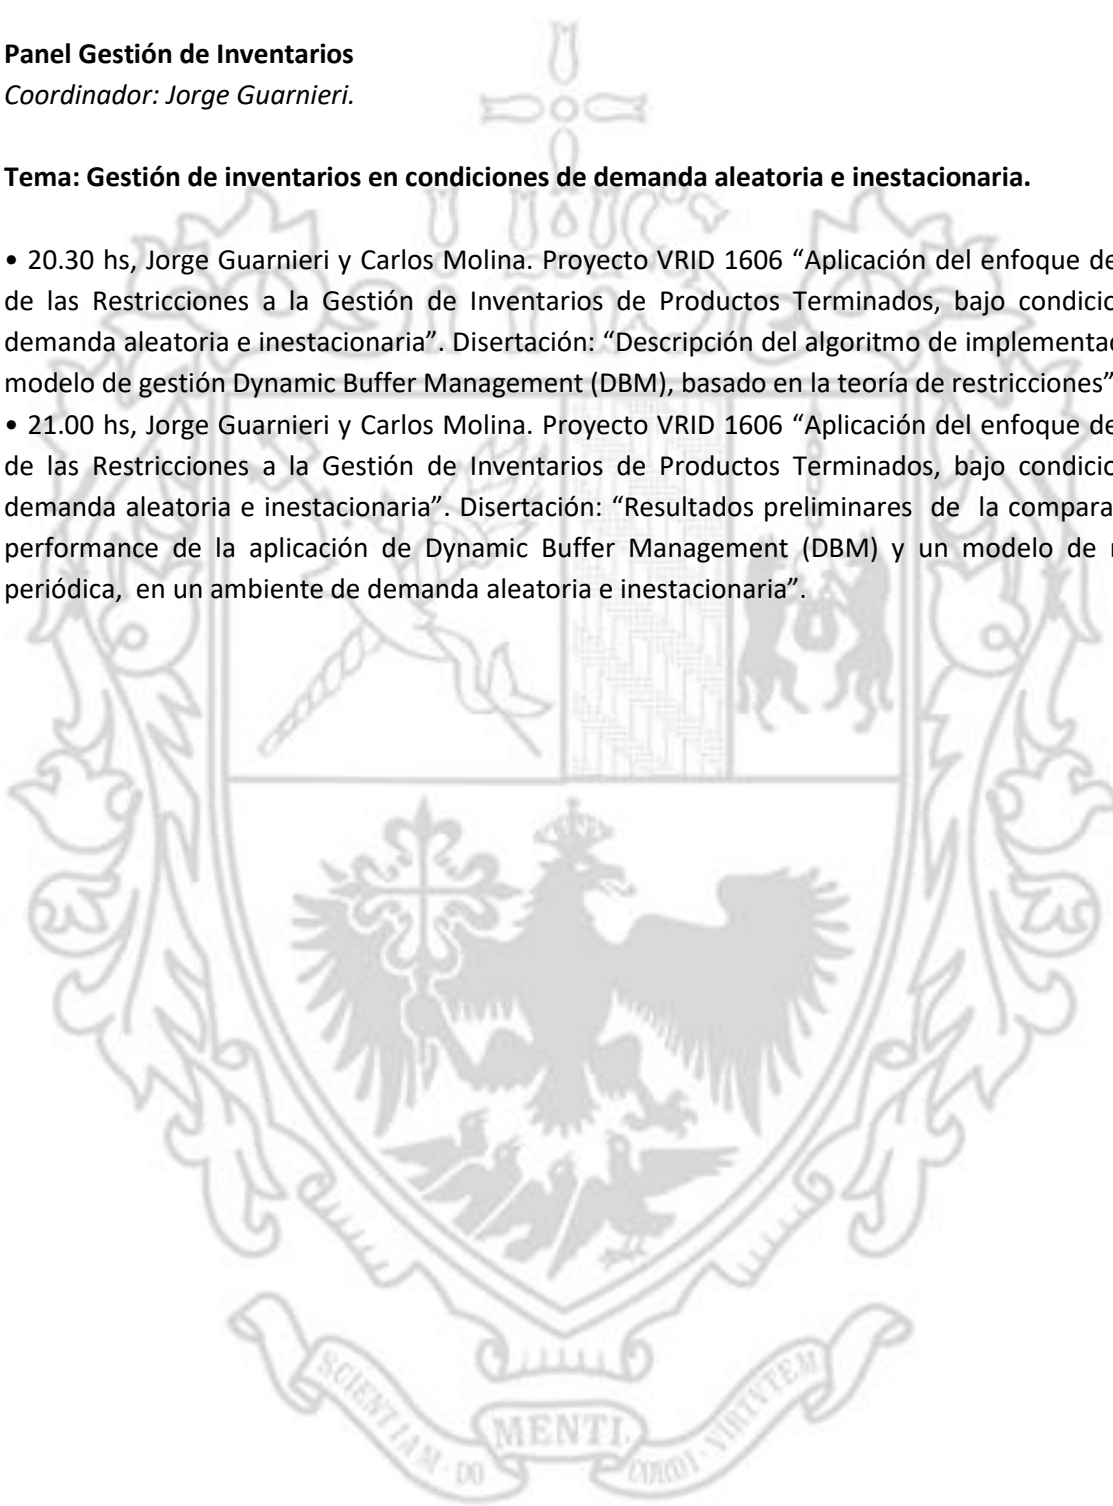 Panel Gestión de Inventarios
Coordinador: Jorge Guarnieri.
Tema: Gestión de inventarios en condiciones de demanda aleatoria e inestacionaria.
• 20.30 hs, Jorge Guarnieri y Carlos Molina. Proyecto VRID 1606 “Aplicación del enfoque de
de las Restricciones a la Gestión de Inventarios de Productos Terminados, bajo condicio
demanda aleatoria e inestacionaria”. Disertación: “Descripción del algoritmo de implementa
modelo de gestión Dynamic Buffer Management (DBM), basado en la teoría de restricciones”
• 21.00 hs, Jorge Guarnieri y Carlos Molina. Proyecto VRID 1606 “Aplicación del enfoque de
de las Restricciones a la Gestión de Inventarios de Productos Terminados, bajo condicio
demanda aleatoria e inestacionaria”. Disertación: “Resultados preliminares de la compara
performance de la aplicación de Dynamic Buffer Management (DBM) y un modelo de
periódica, en un ambiente de demanda aleatoria e inestacionaria”.
SCIENTIAM · DO MENTI. CORDI · VIRTVTEM